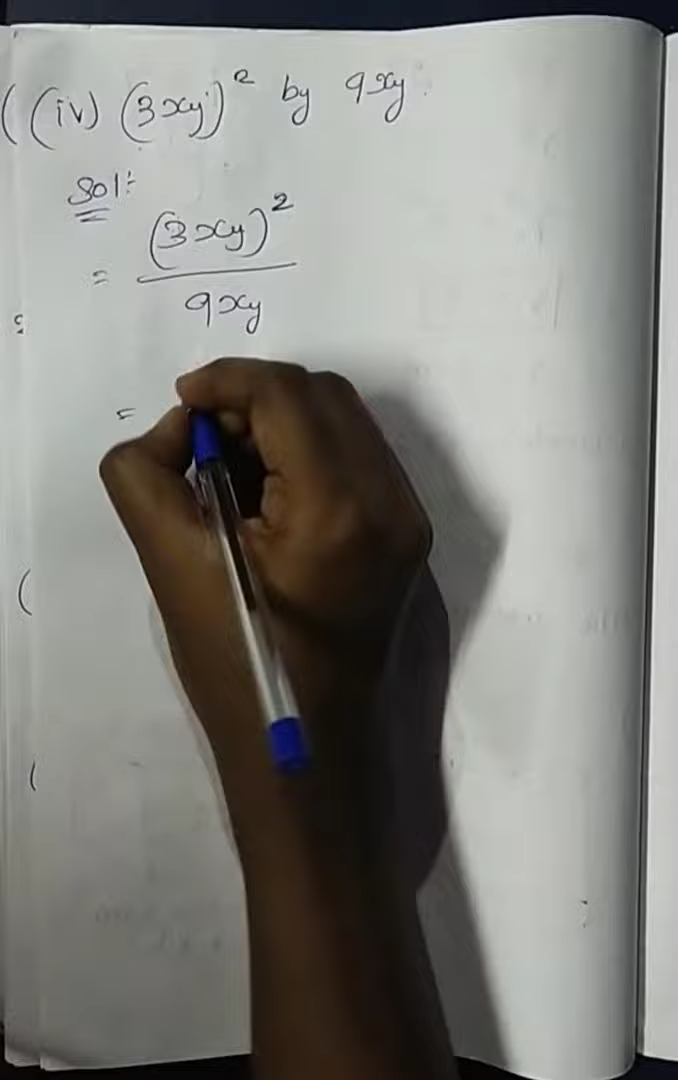 (iv) (3xy)² by 9xy.
Sol:-
= (3xy)² / 9xy
=